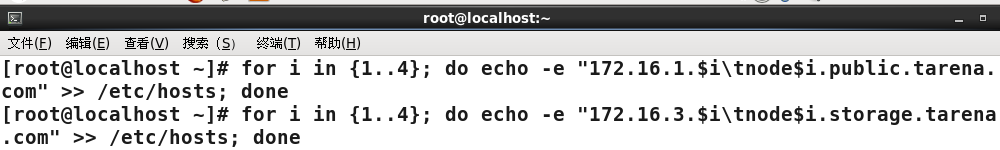 root@localhost:~
文件(F) 编辑(E) 查看(V) 搜索（S） 终端(T) 帮助(H)
[root@localhost ~]# for i in {1..4}; do echo -e "172.16.1.$i\tnode$i.public.tarena.
com" >> /etc/hosts; done
[root@localhost ~]# for i in {1..4}; do echo -e "172.16.3.$i\tnode$i.storage.tarena
.com" >> /etc/hosts; done